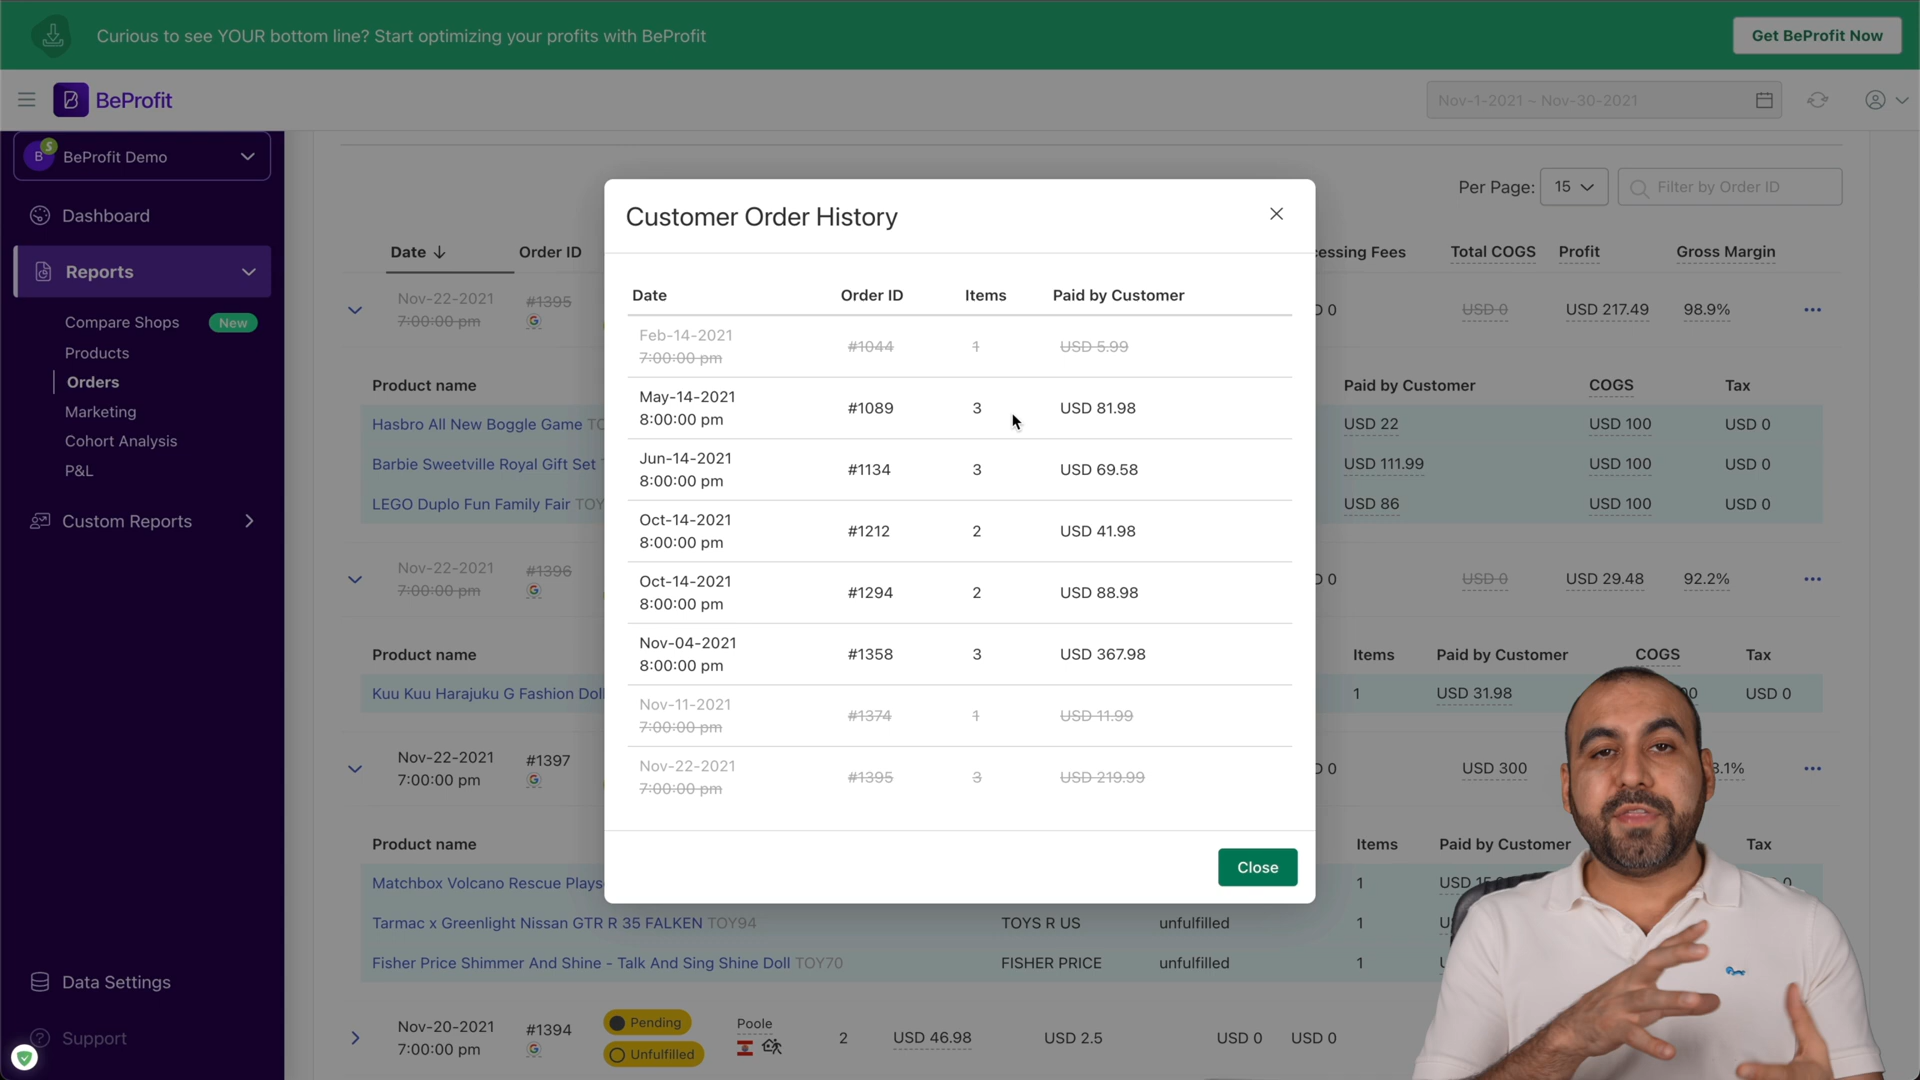 Curious to see YOUR bottom line? Start optimizing your profits with BeProfit
Get BeProfit Now
BeProfit
Nov-1-2021 ~ Nov-30-2021
B S BeProfit Demo
Dashboard
Reports
Compare Shops New
Products
Orders
Marketing
Cohort Analysis
P&L
Custom Reports
Data Settings
Support
Per Page: 15 Filter by Order ID
Date Order ID essing Fees Total COGS Profit Gross Margin
Nov-22-2021 #1395 D 0 USD 0 USD 217.49 98.9%
7:00:00 pm
Product name Paid by Customer COGS Tax
Hasbro All New Boggle Game TO USD 22 USD 100 USD 0
Barbie Sweetville Royal Gift Set USD 111.99 USD 100 USD 0
LEGO Duplo Fun Family Fair TOY USD 86 USD 100 USD 0
Nov-22-2021 #1396 D 0 USD 0 USD 29.48 92.2%
7:00:00 pm
Product name Items Paid by Customer COGS Tax
Kuu Kuu Harajuku G Fashion Doll 1 USD 31.98 00 USD 0
Nov-22-2021 #1397 D 0 USD 300 3.1%
7:00:00 pm
Product name Items Paid by Customer Tax
Matchbox Volcano Rescue Plays 1 USD 15 0
Tarmac x Greenlight Nissan GTR R 35 FALKEN TOY94 TOYS R US unfulfilled 1
Fisher Price Shimmer And Shine - Talk And Sing Shine Doll TOY70 FISHER PRICE unfulfilled 1
Nov-20-2021 #1394 Pending Poole 2 USD 46.98 USD 2.5 USD 0 USD 0
7:00:00 pm Unfulfilled
Customer Order History
Date Order ID Items Paid by Customer
Feb-14-2021 #1044 1 USD 5.99
7:00:00 pm
May-14-2021 #1089 3 USD 81.98
8:00:00 pm
Jun-14-2021 #1134 3 USD 69.58
8:00:00 pm
Oct-14-2021 #1212 2 USD 41.98
8:00:00 pm
Oct-14-2021 #1294 2 USD 88.98
8:00:00 pm
Nov-04-2021 #1358 3 USD 367.98
8:00:00 pm
Nov-11-2021 #1374 1 USD 11.99
7:00:00 pm
Nov-22-2021 #1395 3 USD 219.99
7:00:00 pm
Close